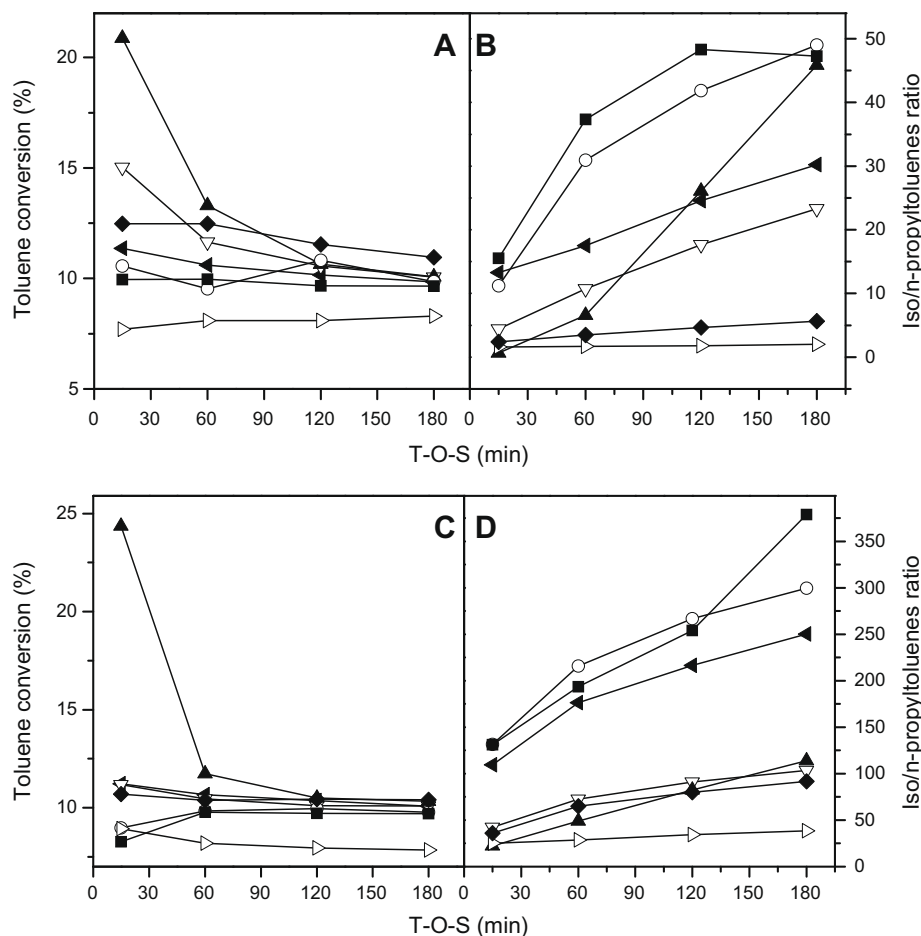 A
B
Toluene conversion (%)
20
15
10
5
50
40
30
20
10
0
Iso/n-propyltoluenes ratio
0 30 60 90 120 150 180 0 30 60 90 120 150 180
T-O-S (min)
C
D
Toluene conversion (%)
25
20
15
10
350
300
250
200
150
100
50
0
Iso/n-propyltoluenes ratio
0 30 60 90 120 150 180 0 30 60 90 120 150 180
T-O-S (min)